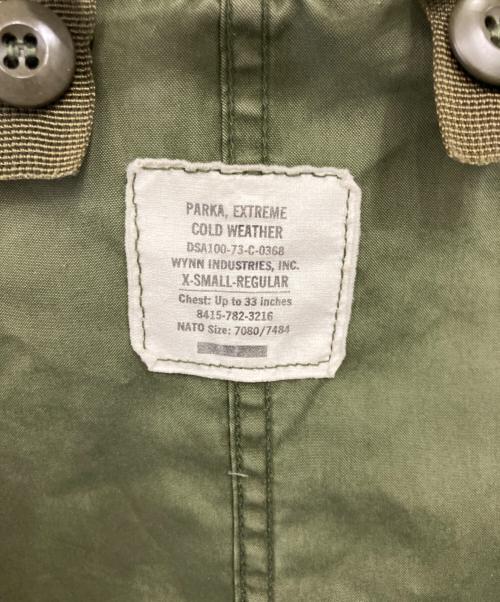 PARKA, EXTREME
COLD WEATHER
DSA100-73-C-0368
WYNN INDUSTRIES, INC.
X-SMALL-REGULAR
Chest: Up to 33 inches
8415-782-3216
NATO Size: 7080/7484